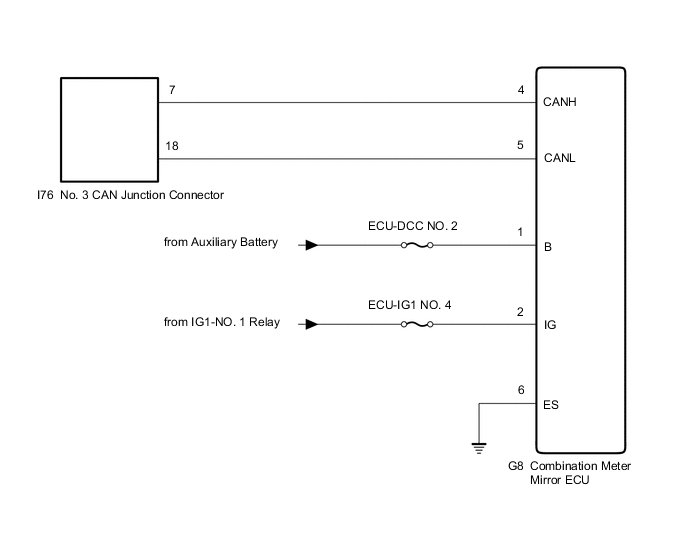 7
4
CANH
18
5
CANL
I76 No. 3 CAN Junction Connector
ECU-DCC NO. 2
from Auxiliary Battery
1
B
ECU-IG1 NO. 4
from IG1-NO. 1 Relay
2
IG
6
ES
G8 Combination Meter
Mirror ECU